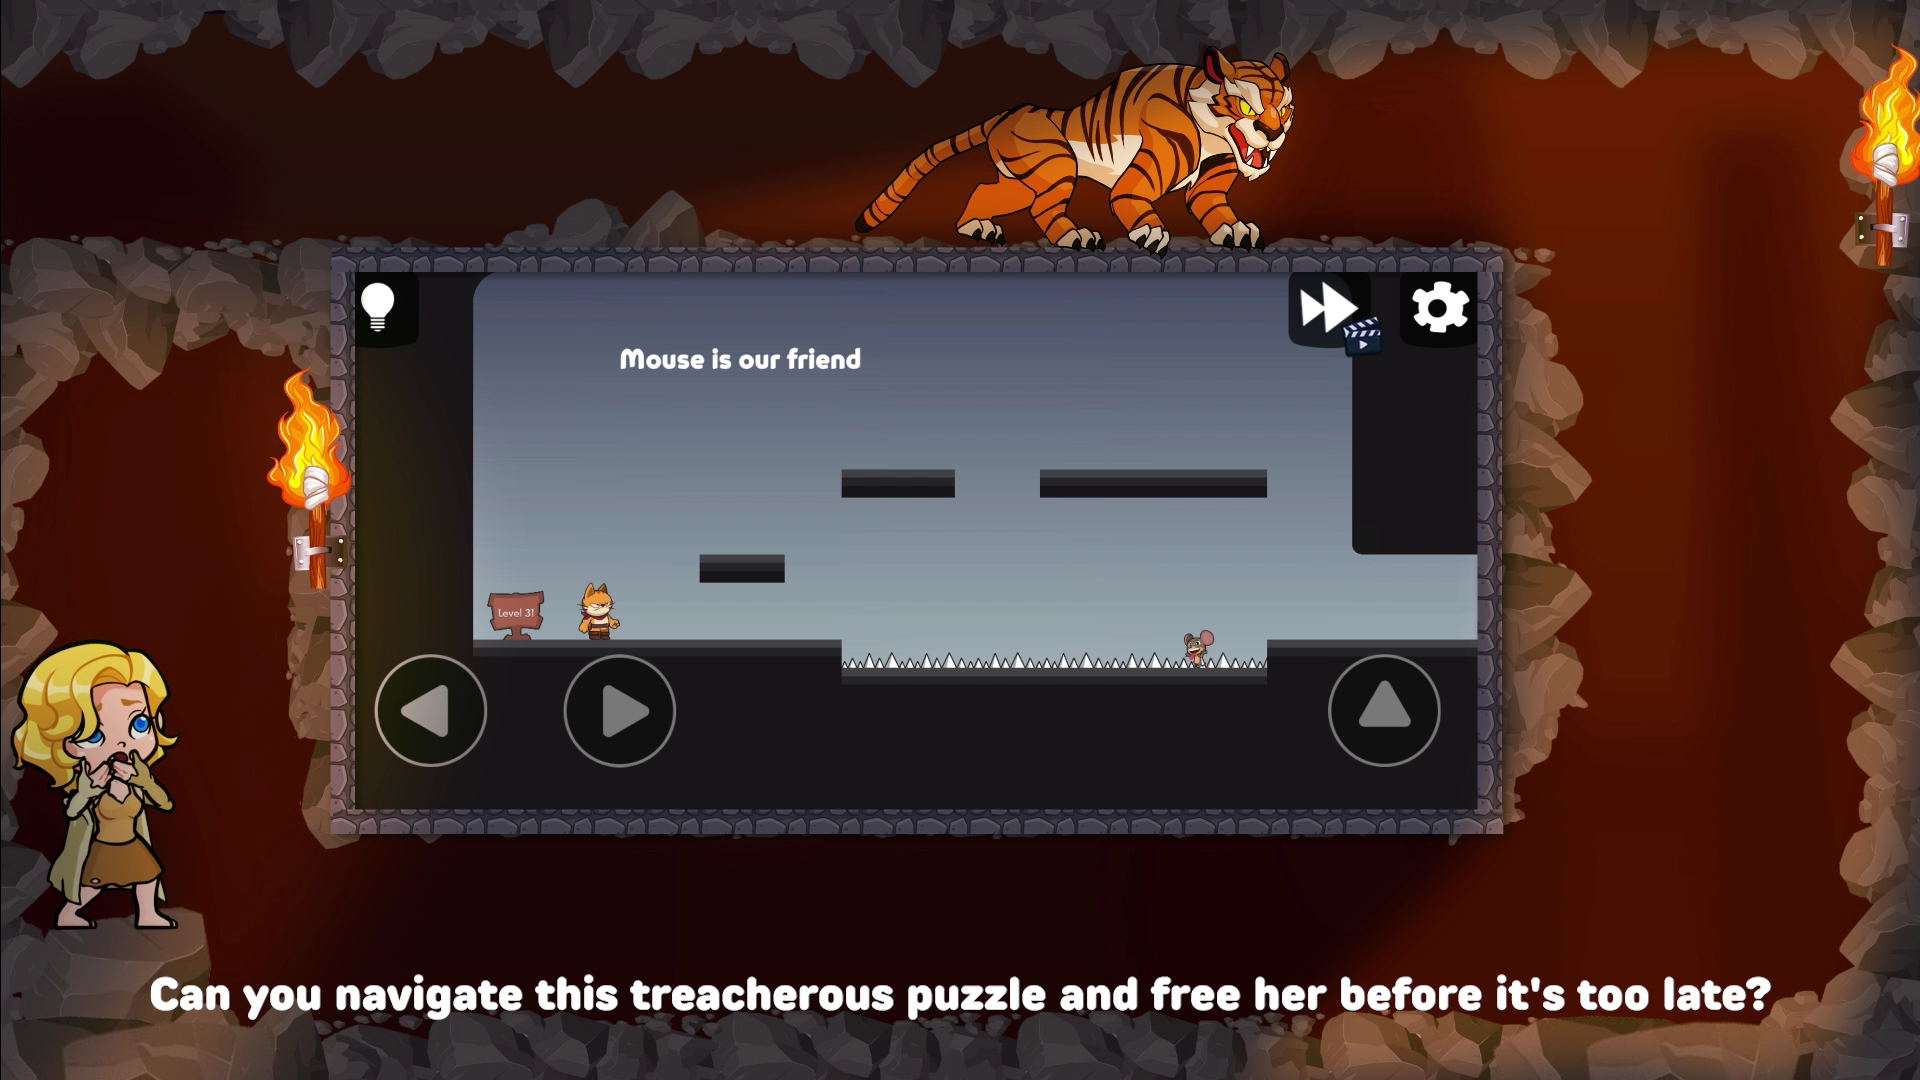 Mouse is our friend
Level 31
Can you navigate this treacherous puzzle and free her before it's too late?